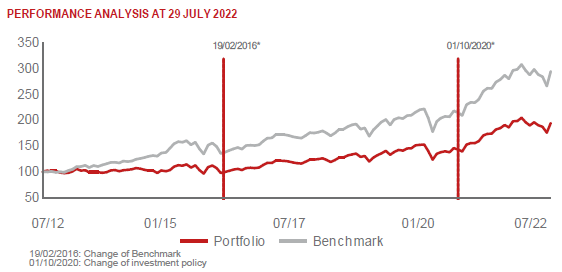 PERFORMANCE ANALYSIS AT 29 JULY 2022
19/02/2016* 01/10/2020*
350
300
250
200
150
100
50
07/12 01/15 07/17 01/20 07/22
Portfolio Benchmark
19/02/2016: Change of Benchmark
01/10/2020: Change of investment policy